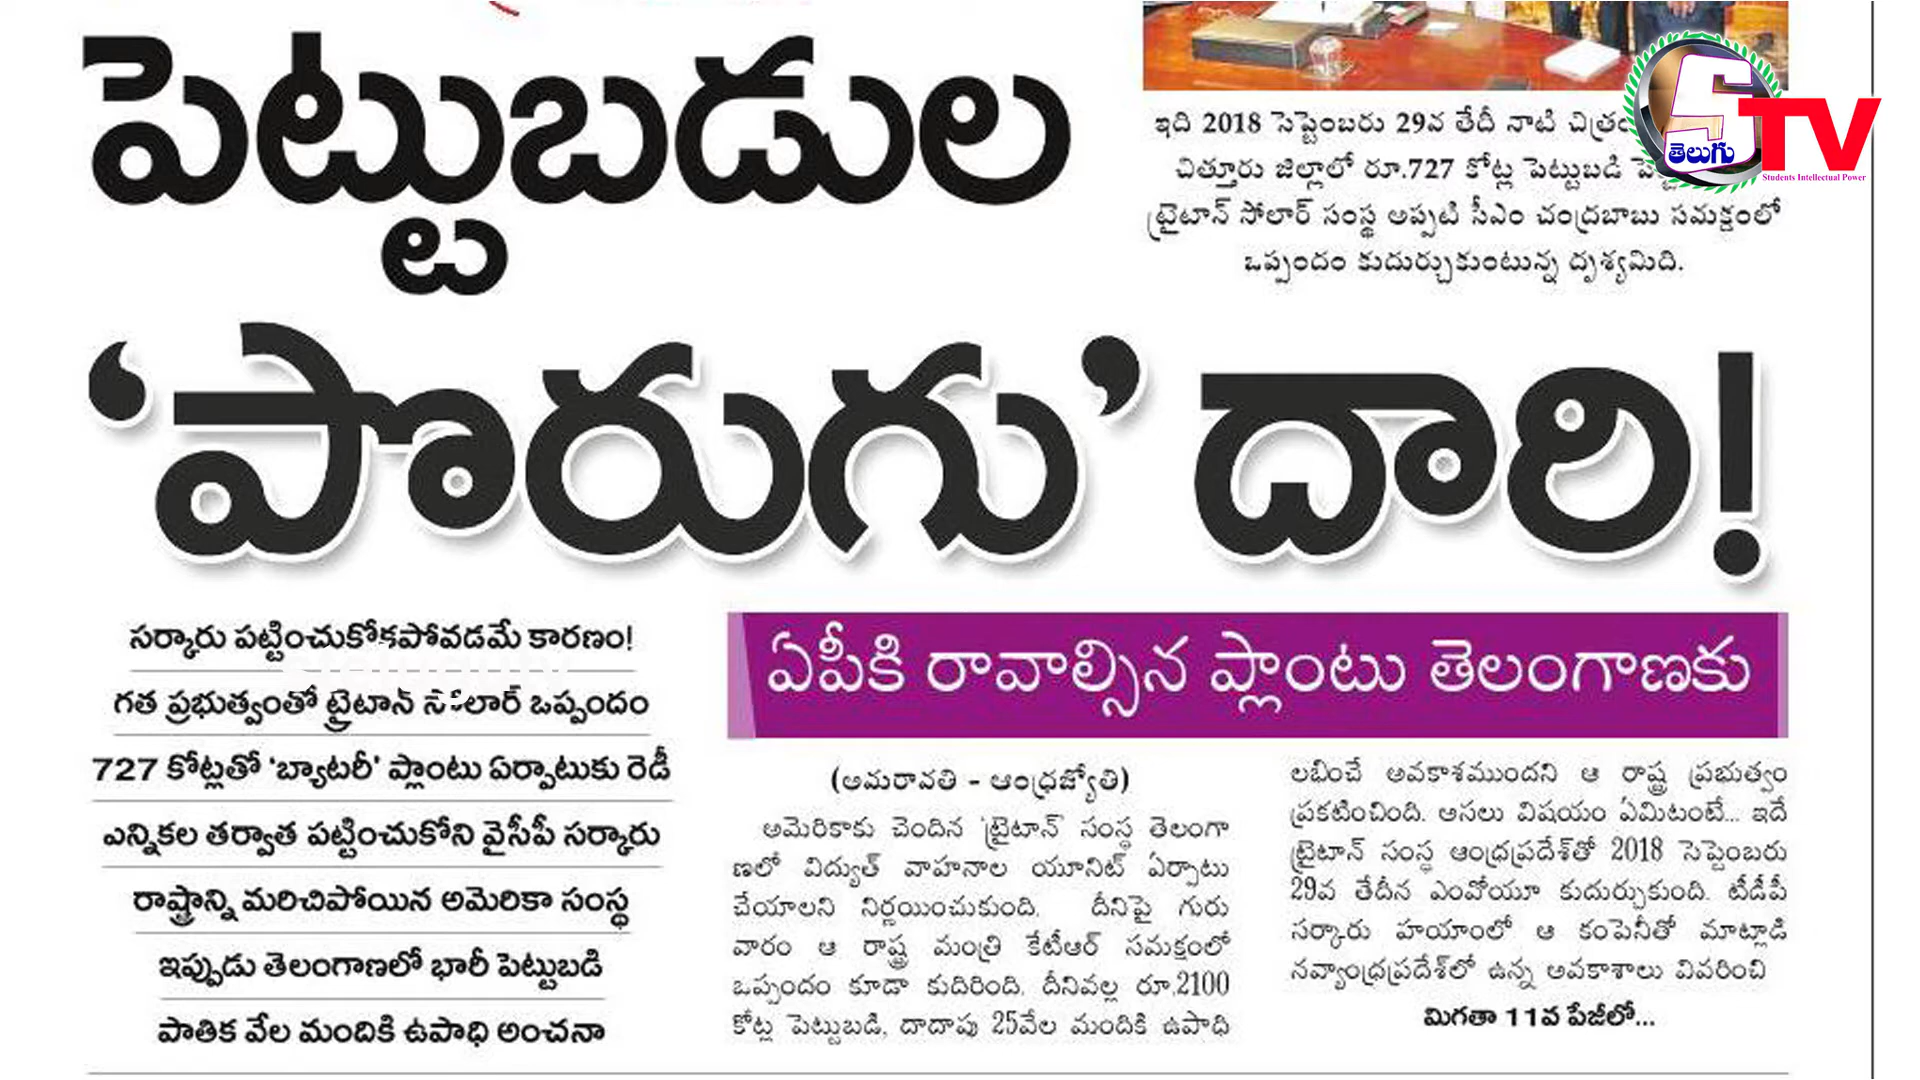 పెట్టుబడుల
‘పొరుగు’ దారి!
ఇది 2018 సెప్టెంబరు 29వ తేదీ నాటి
చిత్తూరు జిల్లాలో రూ.727 కోట్ల పెట్టుబడి
ట్రైటాన్ సోలార్ సంస్థ అప్పటి సీఎం చంద్రబాబు సమక్షంలో
ఒప్పందం కుదుర్చుకుంటున్న దృశ్యమిది.
S TV
తెలుగు
Students Intellectual Power
సర్కారు పట్టించుకోకపోవడమే కారణం!
గత ప్రభుత్వంతో ట్రైటాన్ సోలార్ ఒప్పందం
727 కోట్లతో ‘బ్యాటరీ’ ప్లాంటు ఏర్పాటుకు రెడీ
ఎన్నికల తర్వాత పట్టించుకోని వైసీపీ సర్కారు
రాష్ట్రాన్ని మరిచిపోయిన అమెరికా సంస్థ
ఇప్పుడు తెలంగాణలో భారీ పెట్టుబడి
పాతిక వేల మందికి ఉపాధి అంచనా
ఏపీకి రావాల్సిన ప్లాంటు తెలంగాణకు
(అమరావతి - ఆంధ్రజ్యోతి)
అమెరికాకు చెందిన ‘ట్రైటాన్’ సంస్థ తెలంగా
ణలో విద్యుత్ వాహనాల యూనిట్ ఏర్పాటు
చేయాలని నిర్ణయించుకుంది. దీనిపై గురు
వారం ఆ రాష్ట్ర మంత్రి కేటీఆర్ సమక్షంలో
ఒప్పందం కూడా కుదిరింది. దీనివల్ల రూ.2100
కోట్ల పెట్టుబడి, దాదాపు 25వేల మందికి ఉపాధి
లభించే అవకాశముందని ఆ రాష్ట్ర ప్రభుత్వం
ప్రకటించింది. అసలు విషయం ఏమిటంటే... ఇదే
ట్రైటాన్ సంస్థ ఆంధ్రప్రదేశ్‌తో 2018 సెప్టెంబరు
29వ తేదీన ఎంవోయూ కుదుర్చుకుంది. టీడీపీ
సర్కారు హయాంలో ఆ కంపెనీతో మాట్లాడి
నవ్యాంధ్రప్రదేశ్‌లో ఉన్న అవకాశాలు వివరించి
మిగతా 11వ పేజీలో...